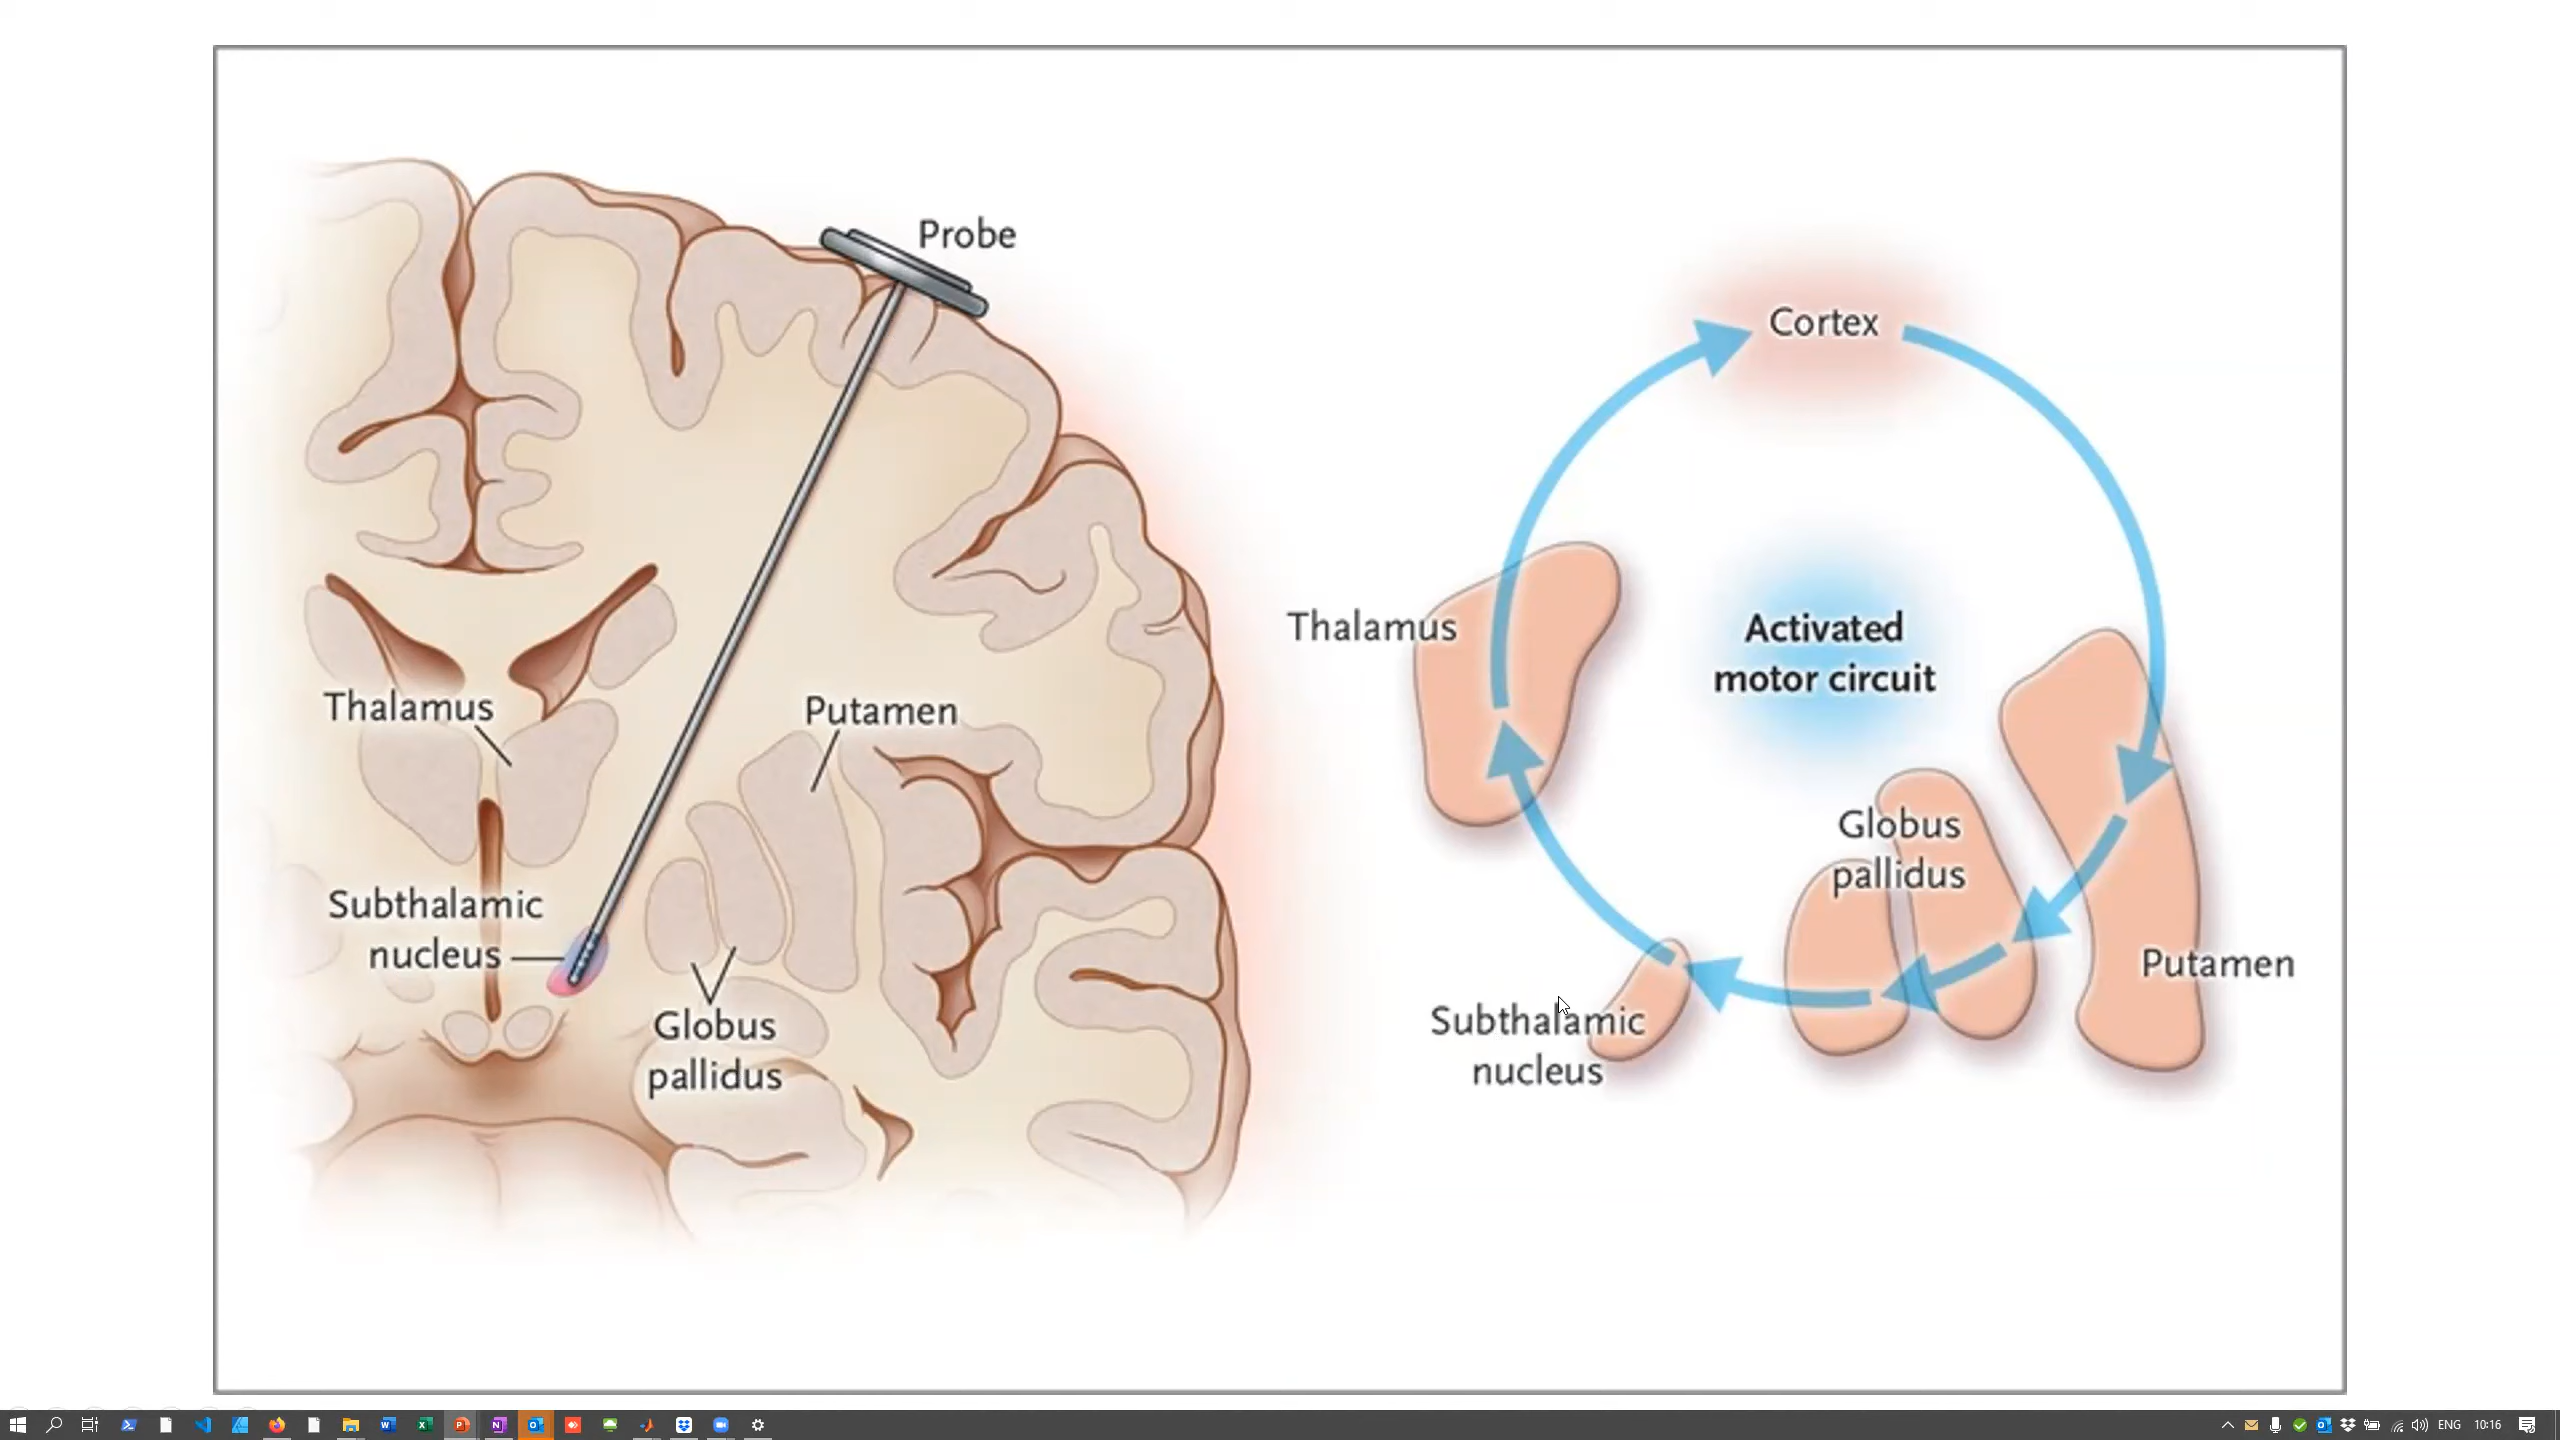 Probe
Thalamus
Putamen
Subthalamic
nucleus
Globus
pallidus
Cortex
Thalamus
Activated
motor circuit
Globus
pallidus
Putamen
Subthalamic
nucleus
ENG
10:16